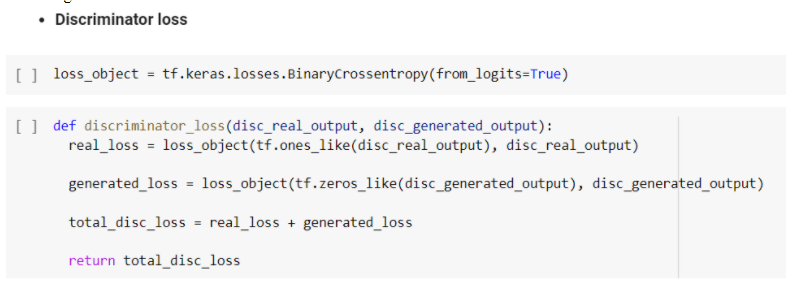 • Discriminator loss
[ ] loss_object = tf.keras.losses.BinaryCrossentropy(from_logits=True)
[ ] def discriminator_loss(disc_real_output, disc_generated_output):
real_loss = loss_object(tf.ones_like(disc_real_output), disc_real_output)
generated_loss = loss_object(tf.zeros_like(disc_generated_output), disc_generated_output)
total_disc_loss = real_loss + generated_loss
return total_disc_loss